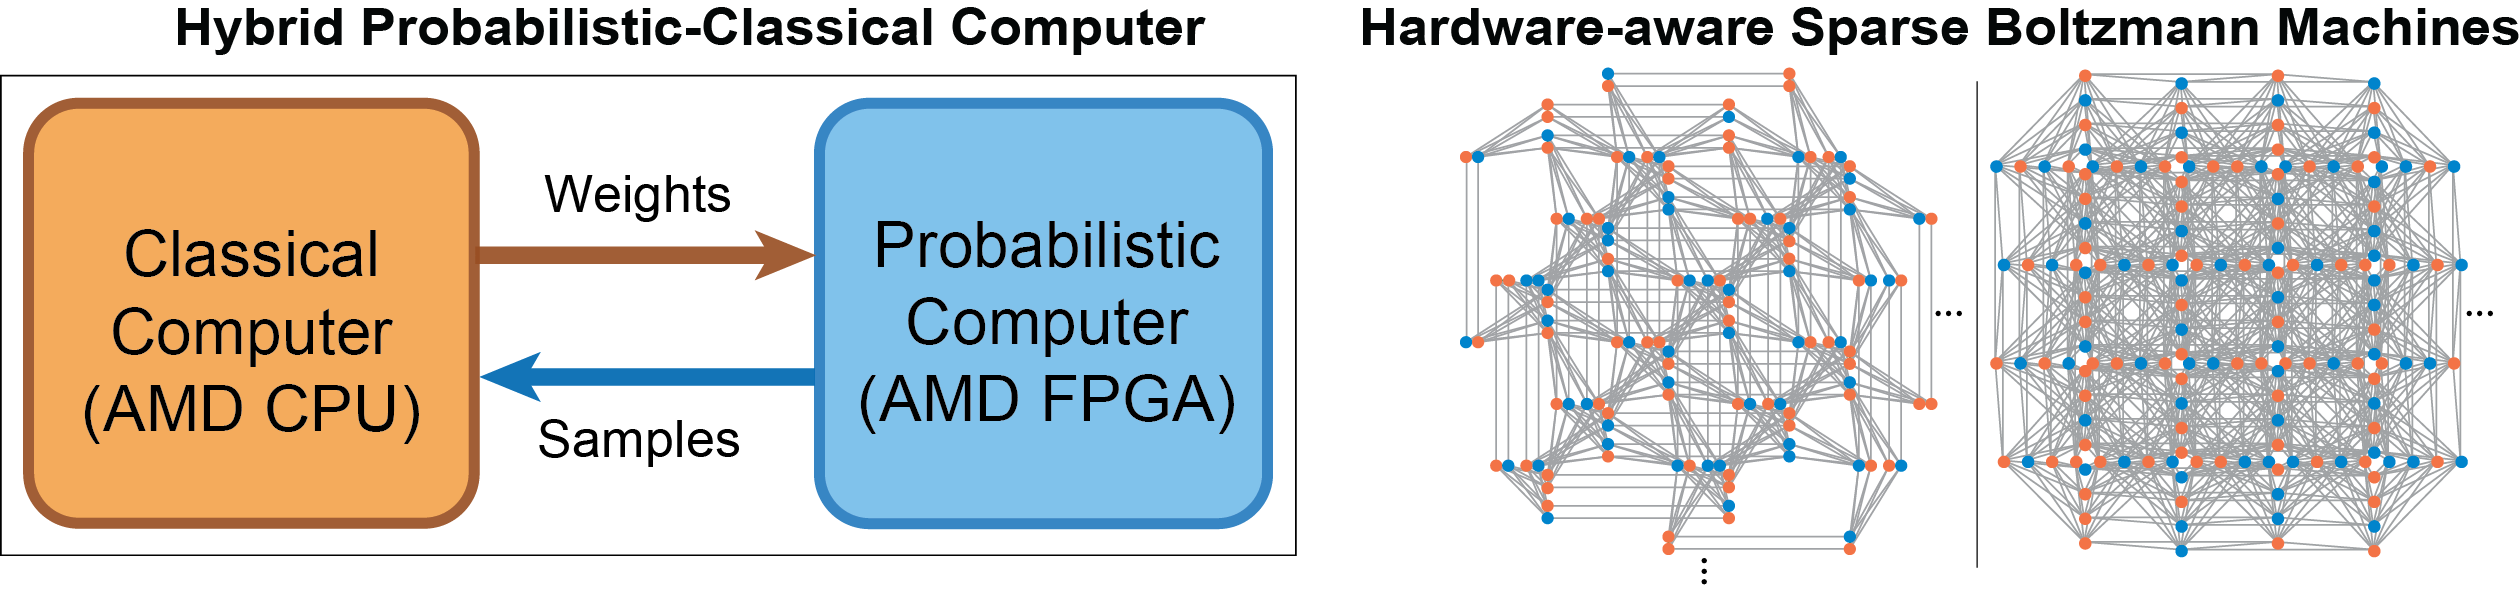 Hybrid Probabilistic-Classical Computer
Classical
Computer
(AMD CPU)
Weights
Samples
Probabilistic
Computer
(AMD FPGA)
Hardware-aware Sparse Boltzmann Machines
...
...
...